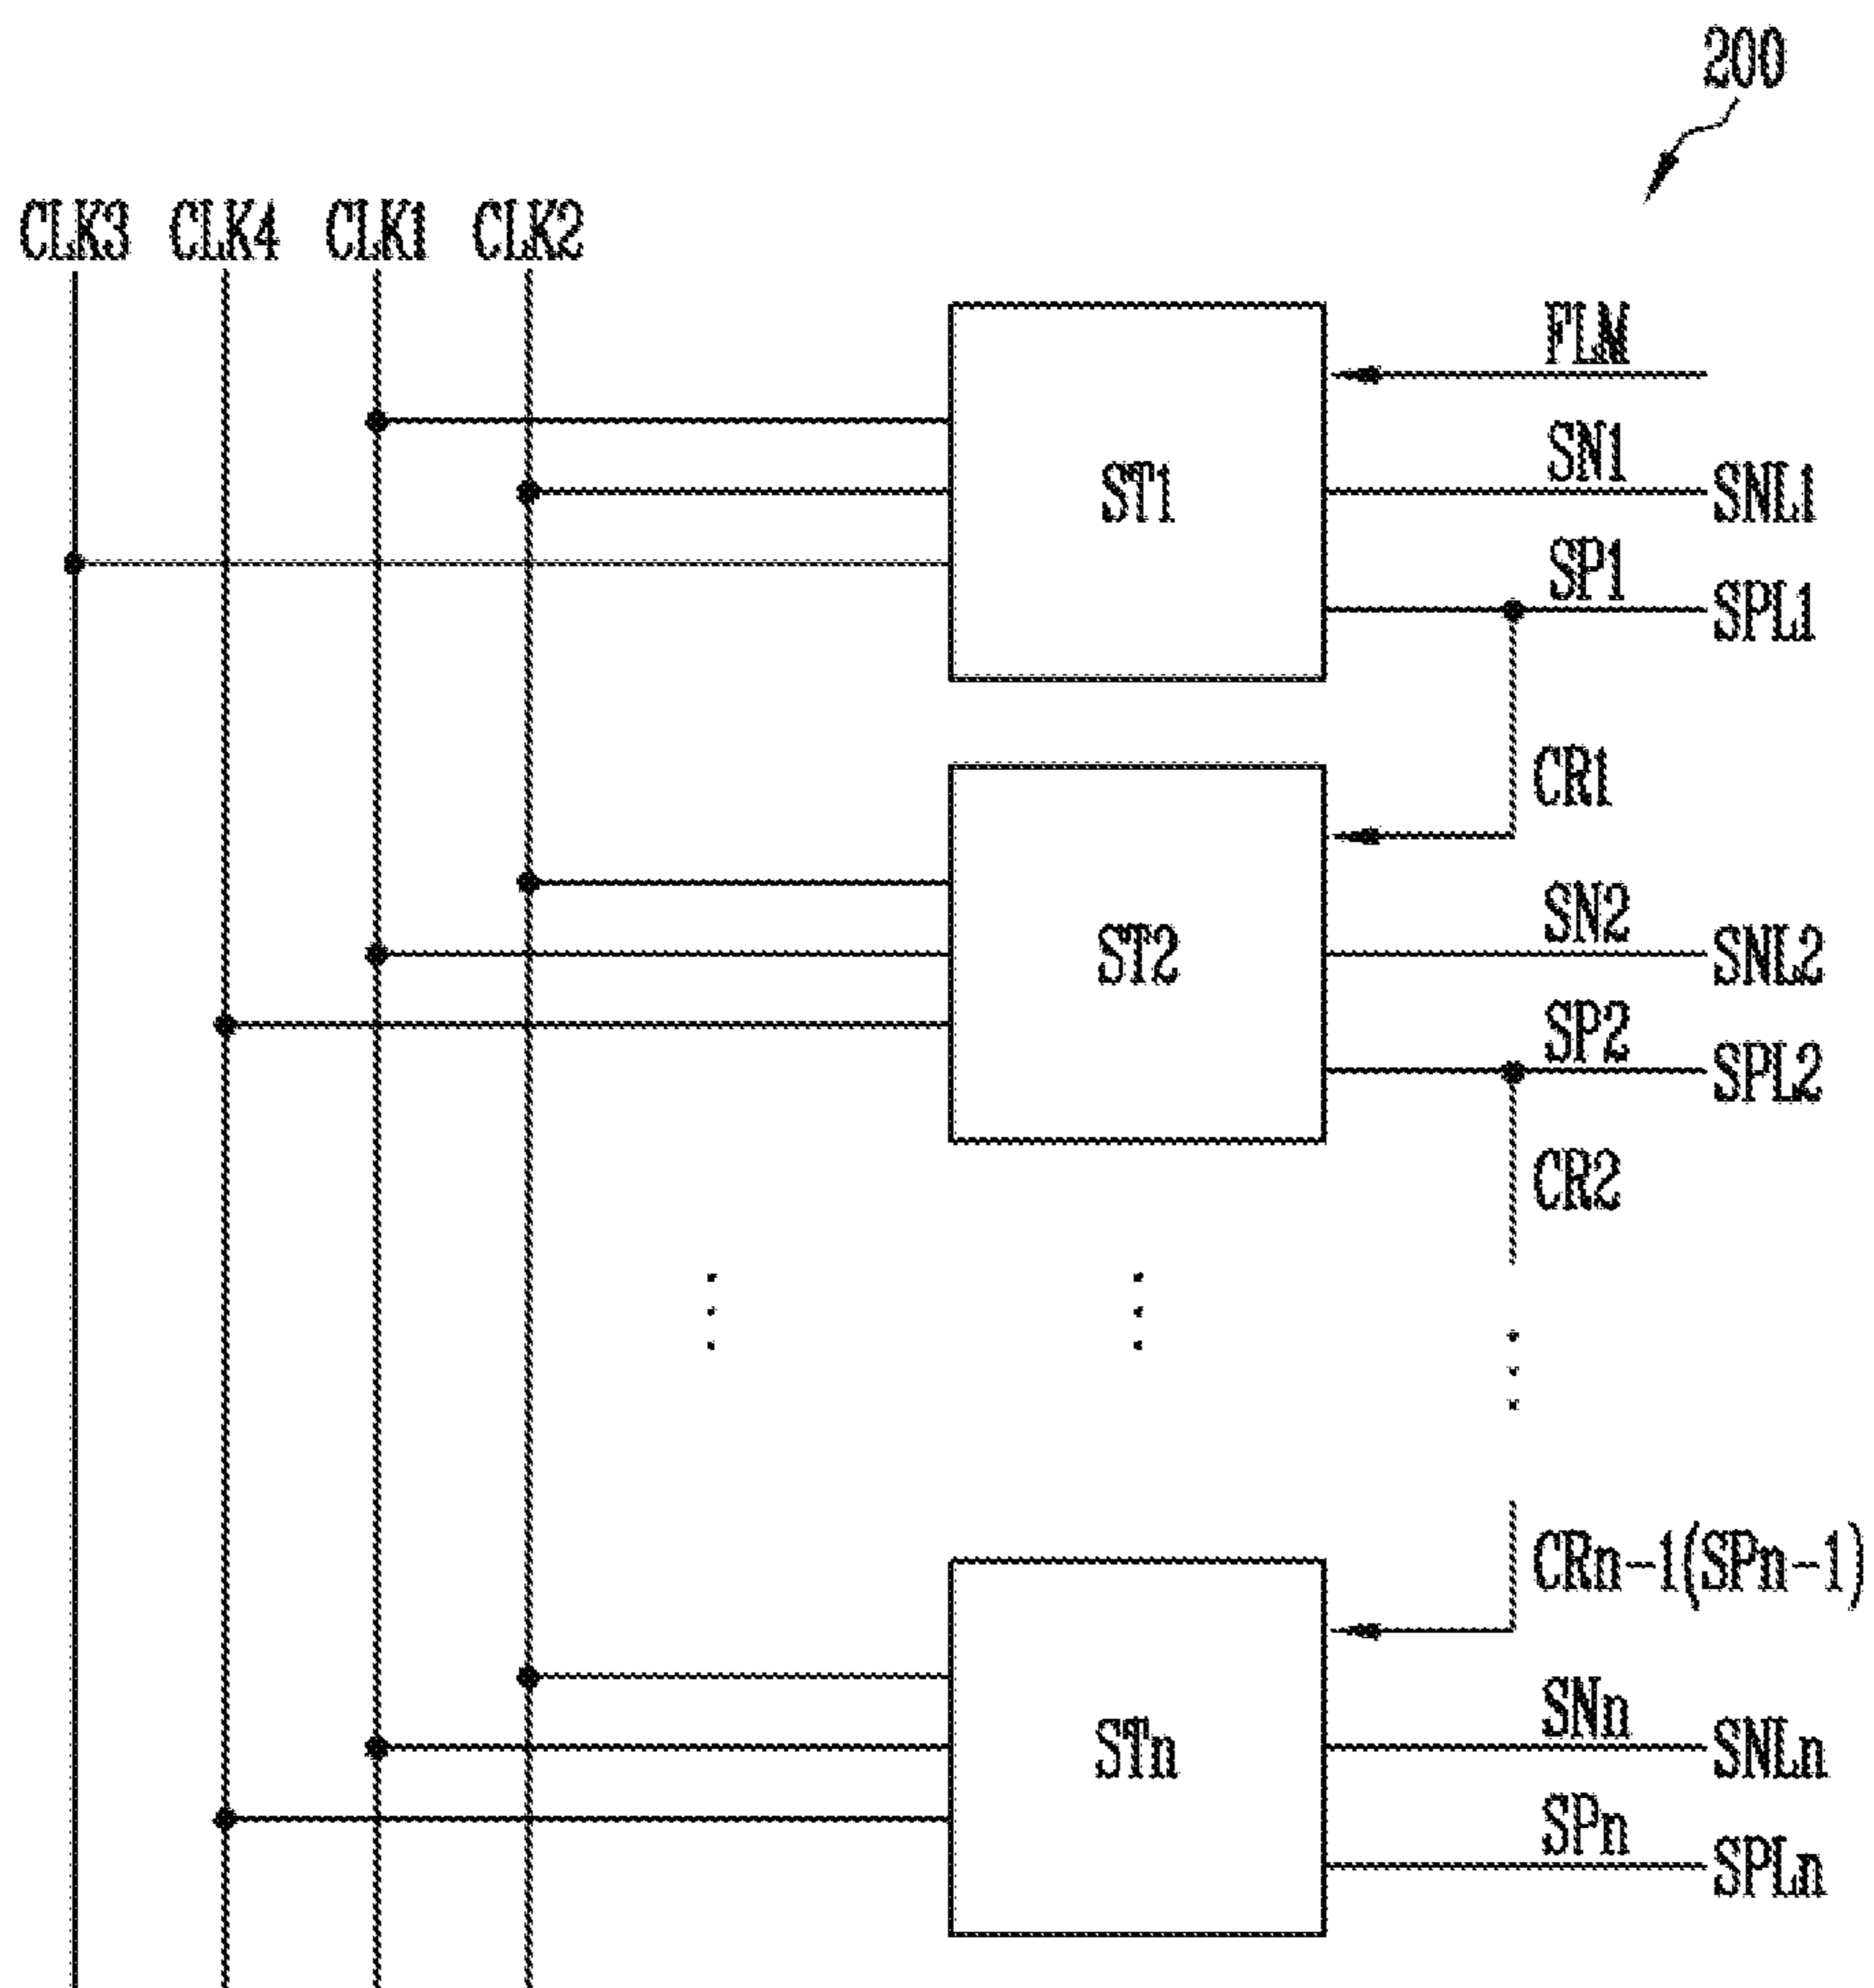 200
CLK3 CLK4 CLK1 CLK2
FLM
SN1
ST1
SNL1
SP1
SPL1
CR1
SN2
ST2
SNL2
SP2
SPL2
CR2
CRn-1(SPn-1)
SNn
STn
SNLn
SPn
SPLn